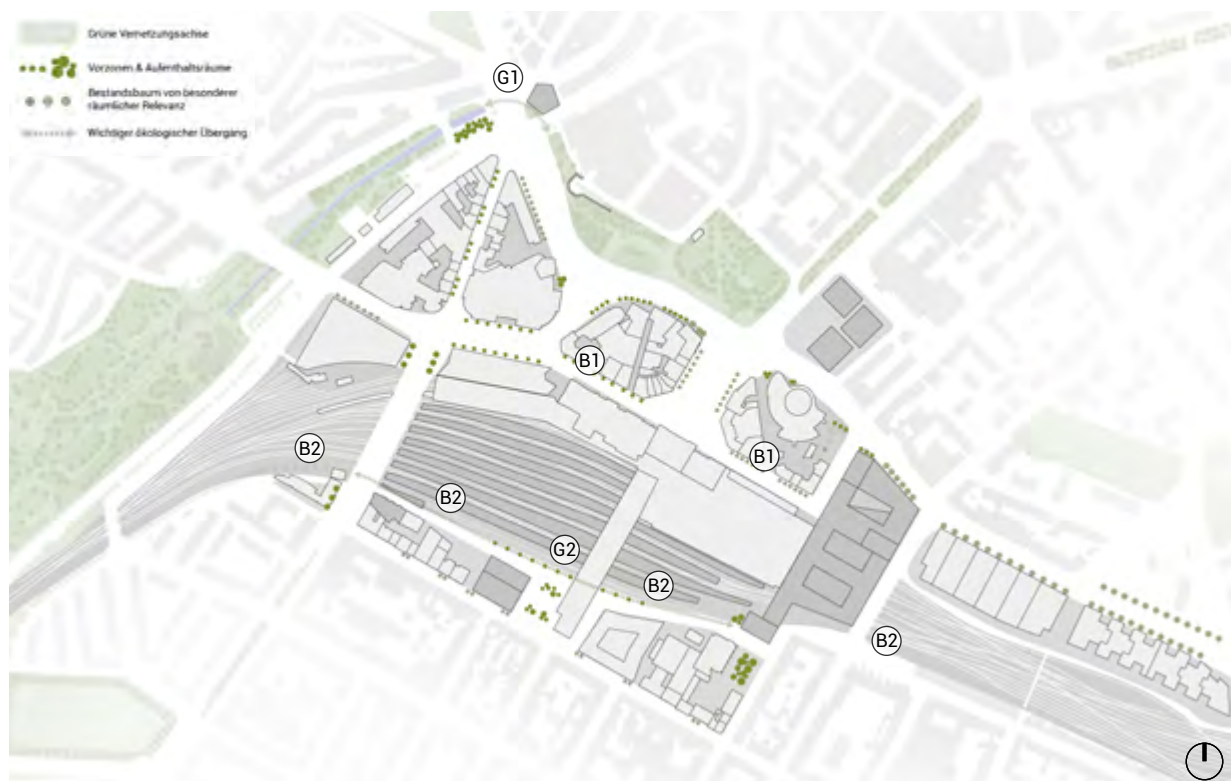 Grüne Vernetzungsachse
Vorzonen & Aufenthaltsräume
Bestandsbaum von besonderer
räumlicher Relevanz
Wichtiger ökologischer Übergang
G1
B1
B1
B2
B2
G2
B2
B2